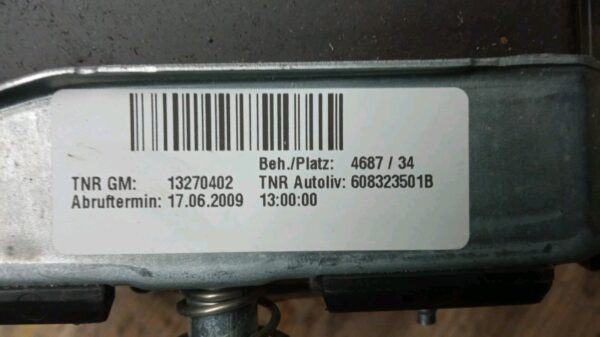 Beh./Platz: 4687 / 34
TNR GM: 13270402 TNR Autoliv: 608323501B
Abruftermin: 17.06.2009 13:00:00